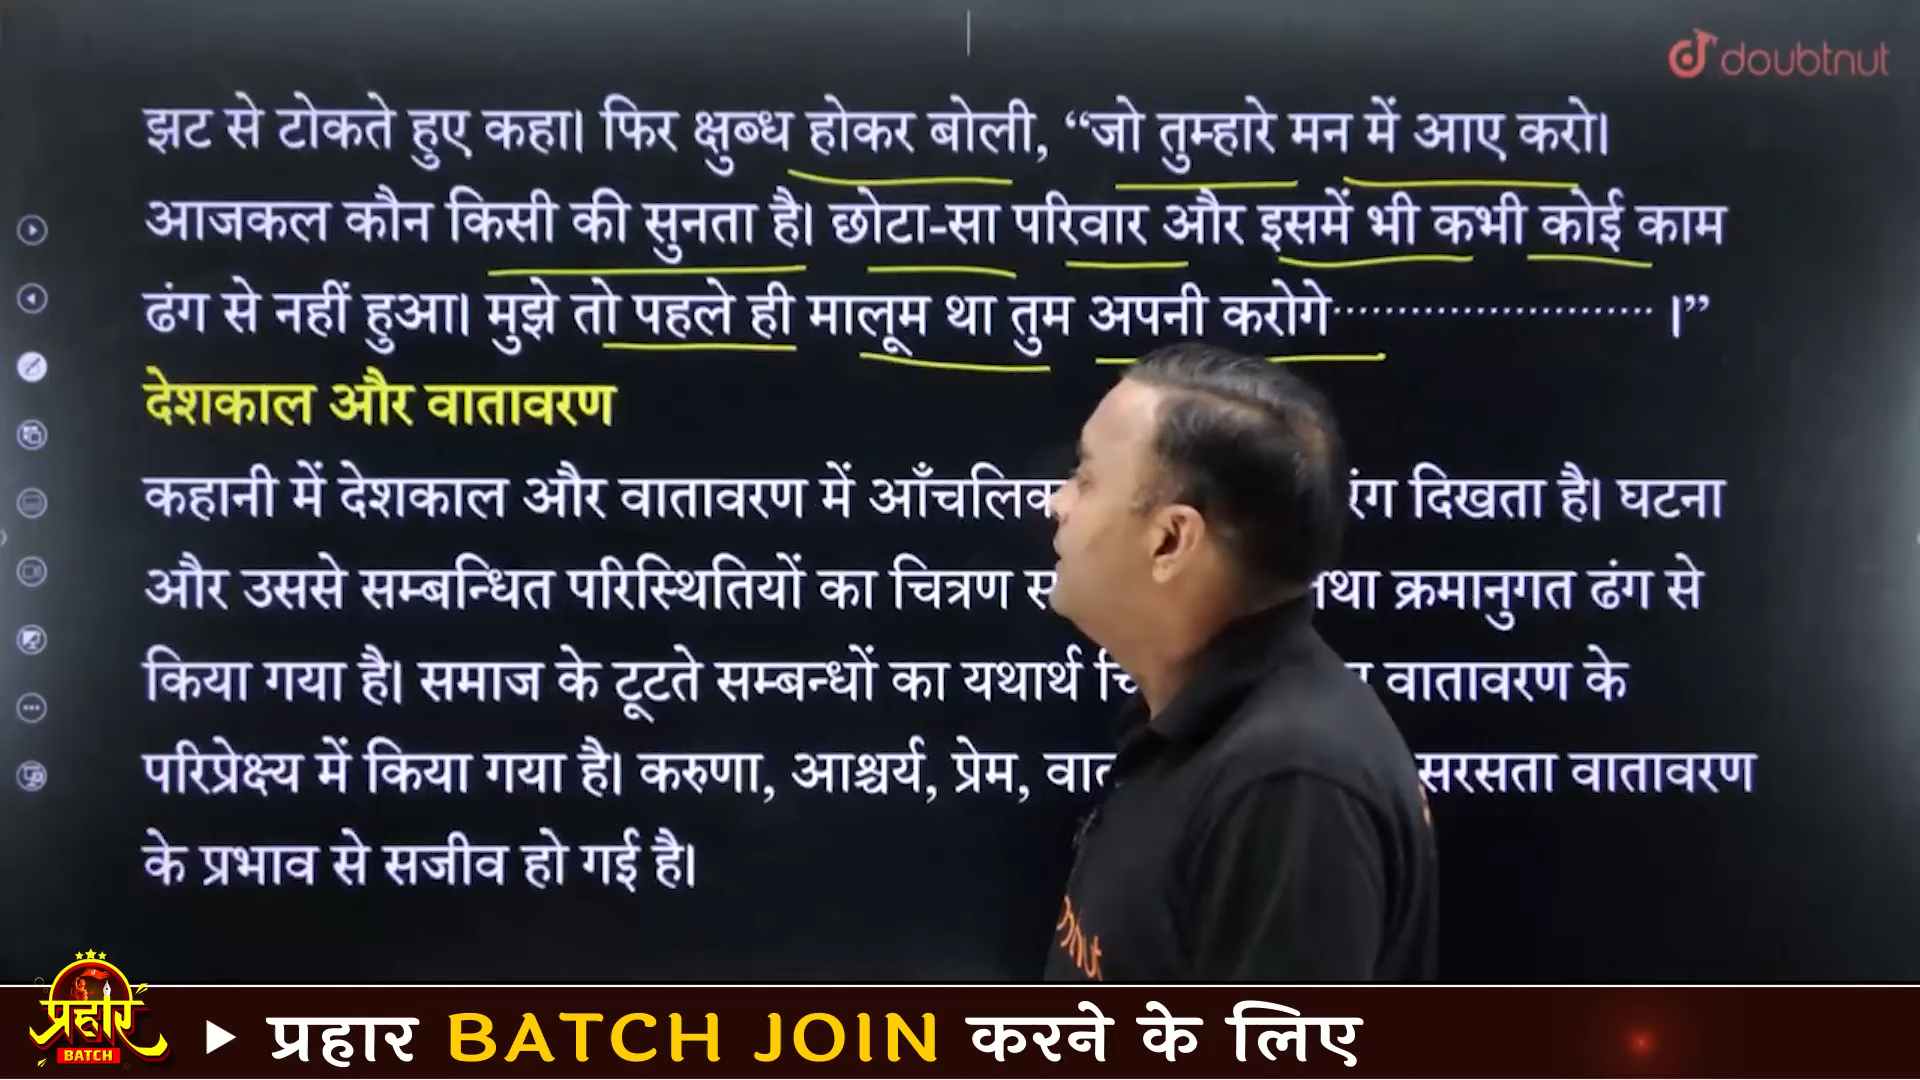 doubtnut
झट से टोकते हुए कहा। फिर क्षुब्ध होकर बोली, “जो तुम्हारे मन में आए करो।
आजकल कौन किसी की सुनता है। छोटा-सा परिवार और इसमें भी कभी कोई काम
ढंग से नहीं हुआ। मुझे तो पहले ही मालूम था तुम अपनी करोगे....................... ।”
देशकाल और वातावरण
कहानी में देशकाल और वातावरण में रंग दिखता है। घटना
और उससे सम्बन्धित परिस्थितियों का चित्रण क्रमानुगत ढंग से
किया गया है। समाज के टूटते सम्बन्धों का यथार्थ वातावरण के
परिप्रेक्ष्य में किया गया है। करुणा, आश्चर्य, प्रेम, सरसता वातावरण
के प्रभाव से सजीव हो गई है।
प्रहार
BATCH
प्रहार BATCH JOIN करने के लिए